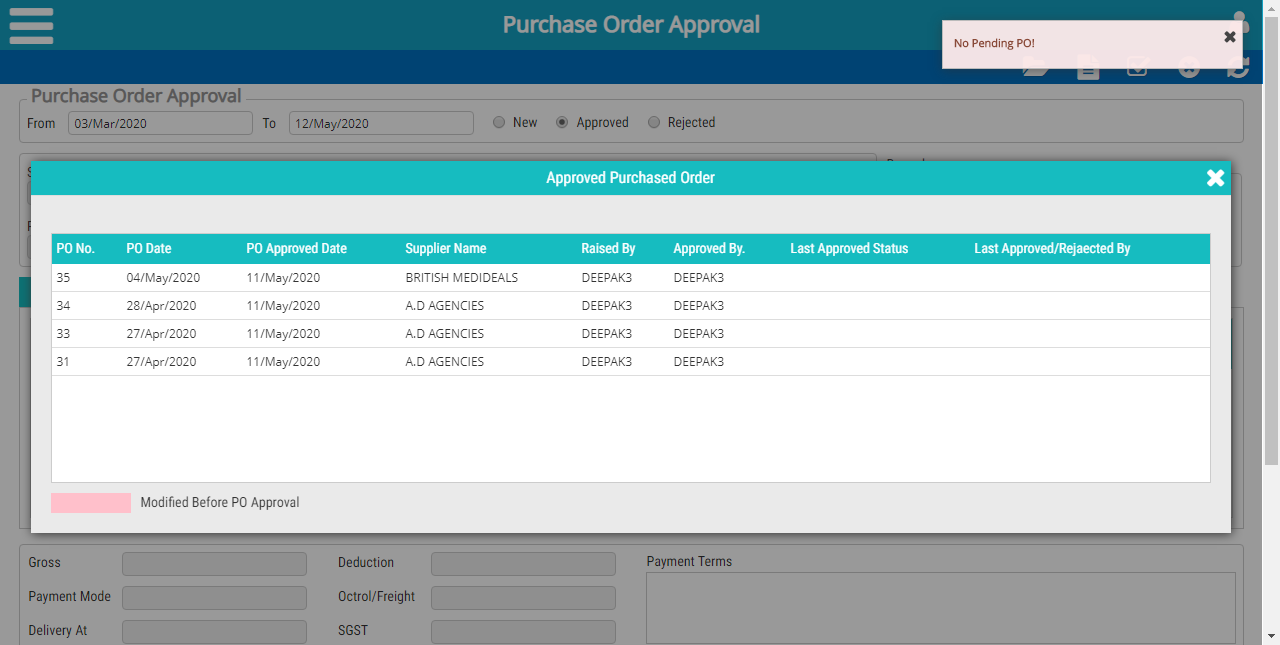 Purchase Order Approval
No Pending PO!
Purchase Order Approval
From 03/Mar/2020 To 12/May/2020 New Approved Rejected
Approved Purchased Order
PO No. PO Date PO Approved Date Supplier Name Raised By Approved By. Last Approved Status Last Approved/Rejaected By
35 04/May/2020 11/May/2020 BRITISH MEDIDEALS DEEPAK3 DEEPAK3
34 28/Apr/2020 11/May/2020 A.D AGENCIES DEEPAK3 DEEPAK3
33 27/Apr/2020 11/May/2020 A.D AGENCIES DEEPAK3 DEEPAK3
31 27/Apr/2020 11/May/2020 A.D AGENCIES DEEPAK3 DEEPAK3
Modified Before PO Approval
Gross Deduction Payment Terms
Payment Mode Octrol/Freight
Delivery At SGST